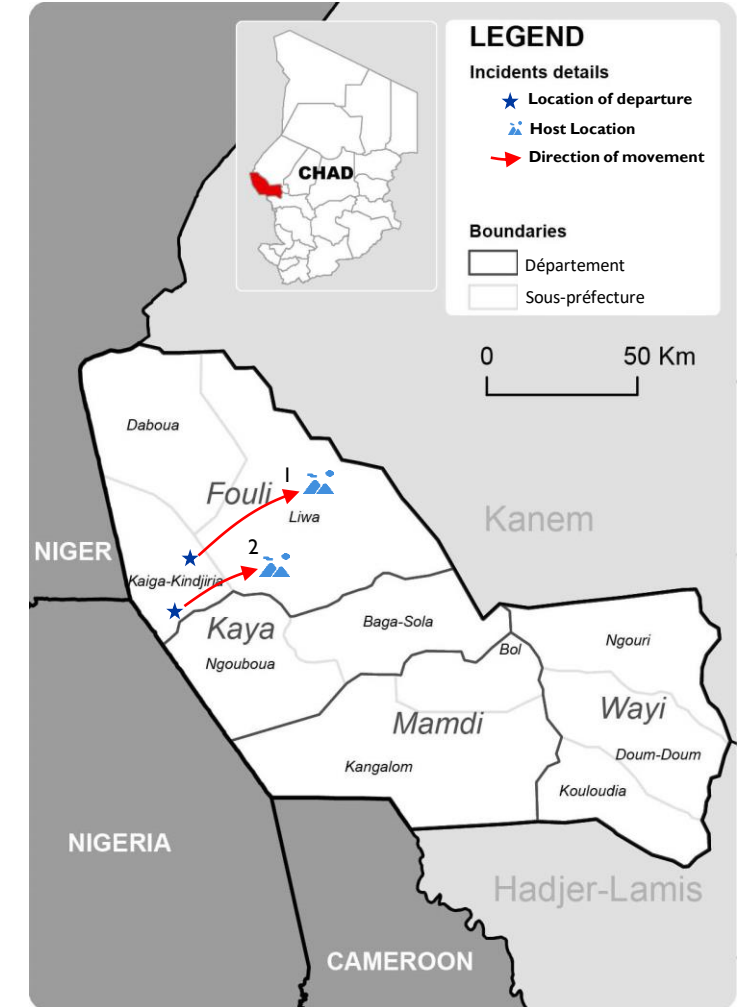 LEGEND
Incidents details
Location of departure
Host Location
Direction of movement
Boundaries
Département
Sous-préfecture
CHAD
0 50 Km
Daboua
Fouli
1
Liwa
Kanem
NIGER
2
Kaiga-Kindjiria
Kaya
Baga-Sola
Bol
Ngouri
Ngouboua
Mamdi
Wayi
Doum-Doum
Kangalom
Kouloudia
NIGERIA
Hadjer-Lamis
CAMEROON